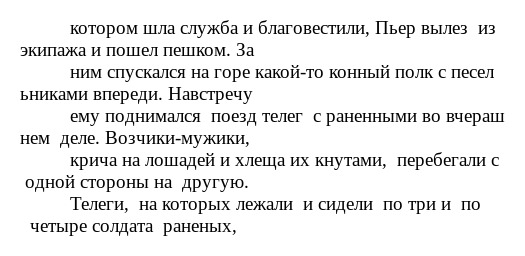 котором шла служба и благовестили, Пьер вылез  из
экипажа и пошел пешком. За
ним спускался на горе какой-то конный полк с песел
ьниками впереди. Навстречу
ему поднимался  поезд телег  с раненными во вчераш
нем  деле. Возчики-мужики,
крича на лошадей и хлеща их кнутами,  перебегали с
одной стороны на  другую.
Телеги,  на которых лежали  и сидели  по три и  по
четыре солдата  раненых,